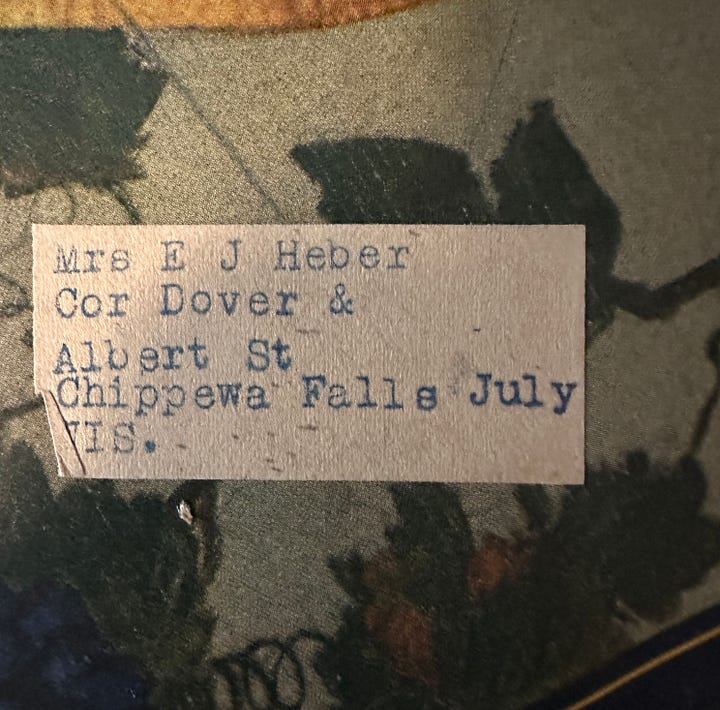 Mrs E J Heber
Cor Dover &
Albert St
Chippewa Falls July
WIS.